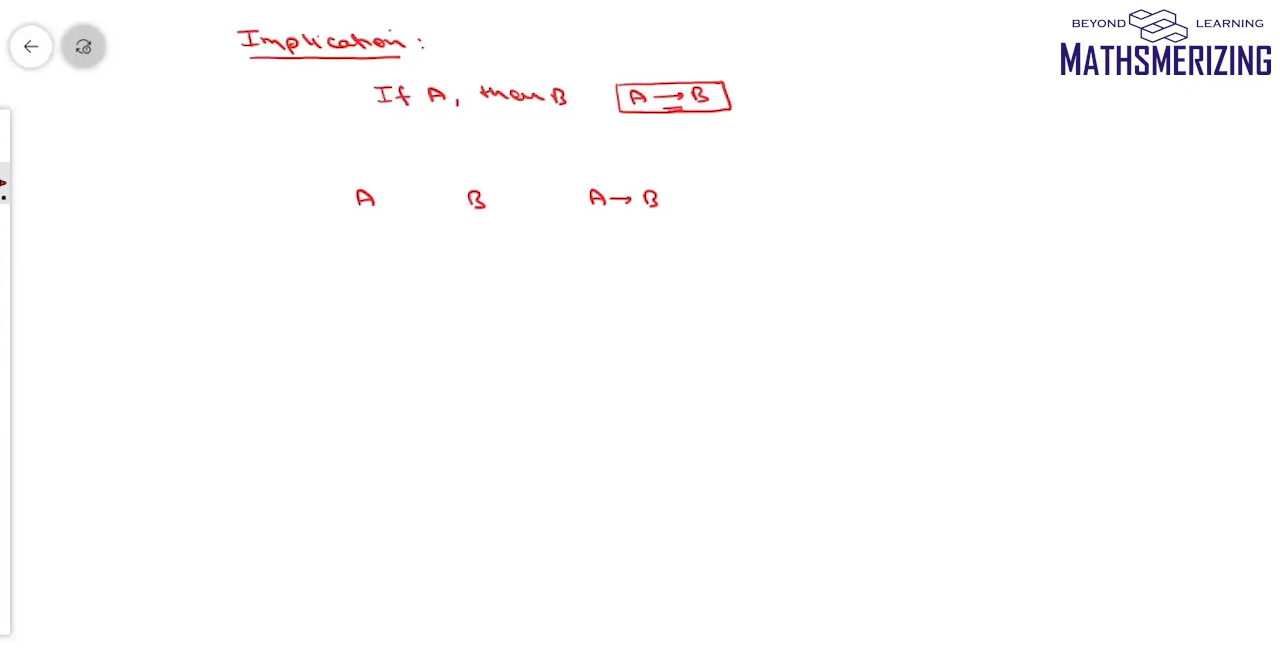 BEYOND LEARNING
MATHSMERIZING
Implication:
If A, then B A → B
A B A → B